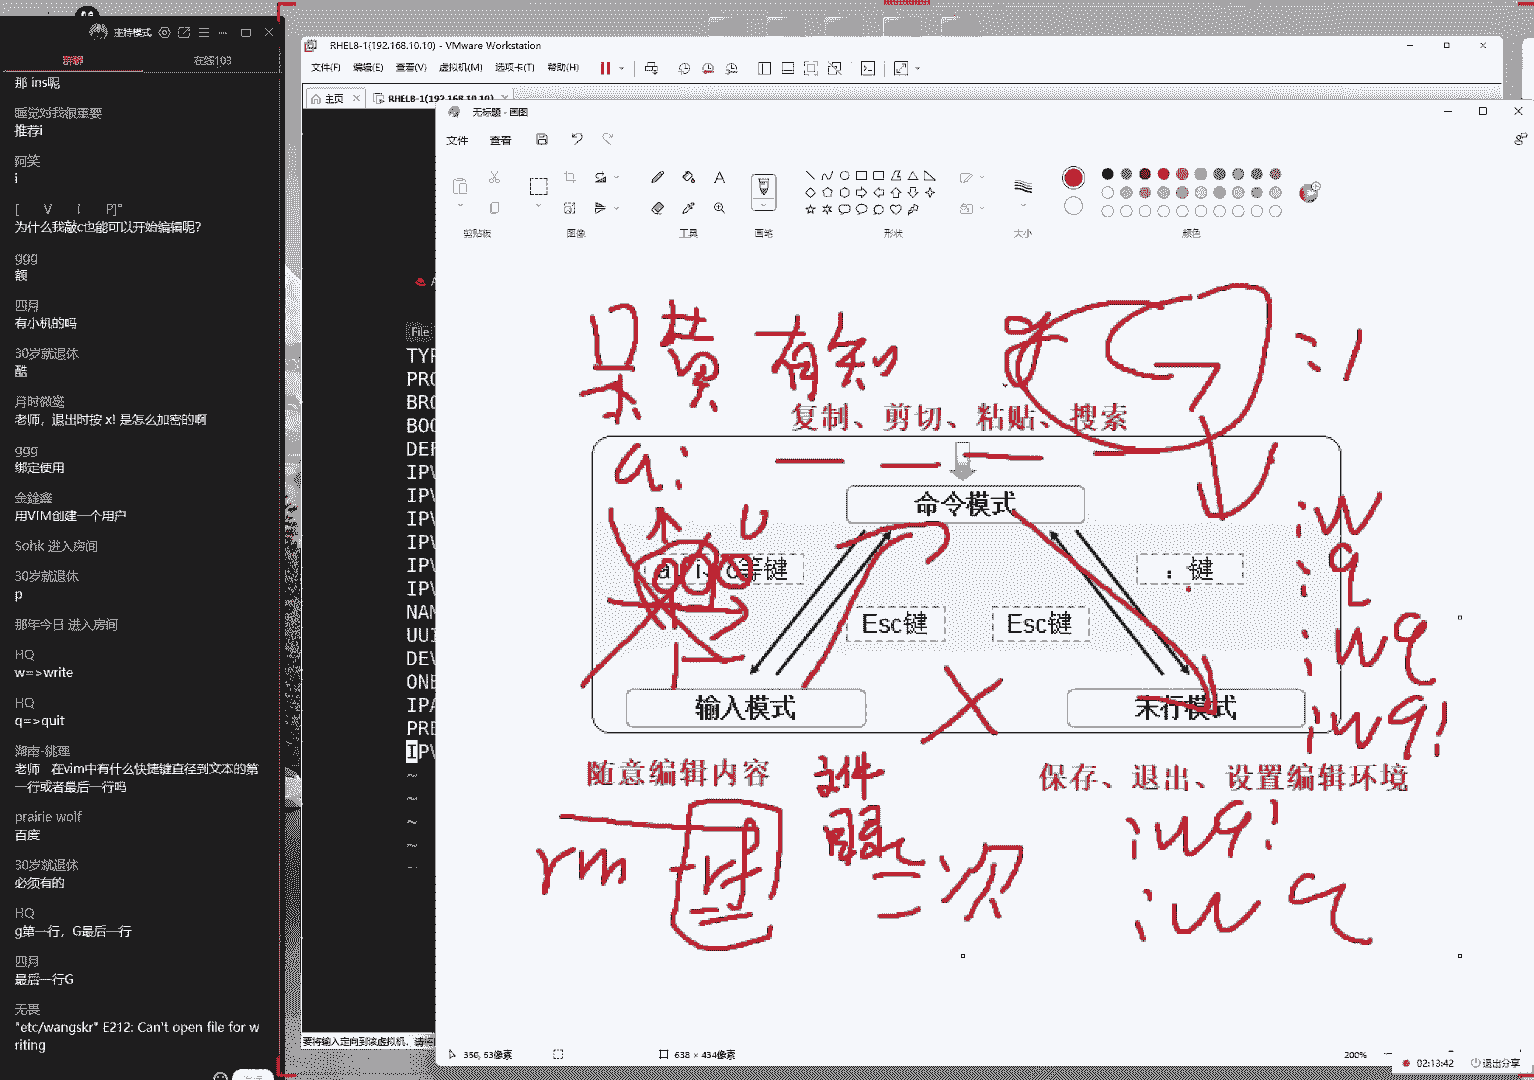 主持模式
群聊
在线103
那 ins呢
睡觉对我很重要
推荐i
阿笑
i
[ V i P]°
为什么我敲c也能可以开始编辑呢?
ggg
额
四月
有小机的吗
30岁就退休
酷
老师，退出时按 x! 是怎么加密的啊
ggg
绑定使用
金銓鑫
用VIM创建一个用户
Sohk 进入房间
30岁就退休
p
那年今日 进入房间
HQ
w=>write
HQ
q=>quit
湖南-姚理
老师　在vim中有什么快捷键直径到文本的第
一行或者最后一行吗
prairie wolf
百度
30岁就退休
必须有的
HQ
g第一行，G最后一行
四月
最后一行G
无畏
"etc/wangskr" E212: Can't open file for w
riting
RHEL8-1(192.168.10.10) - VMware Workstation
文件(F) 编辑(E) 查看(V) 虚拟机(M) 选项卡(T) 帮助(H)
主页
RHEL8-1(192.168.10.10)
File
TYP
PRO
BRO
BOO
DEF
IPV
IPV
IPV
IPV
IPV
IPV
NAM
UUI
DEV
ONB
IPA
PRE
IPV
~
~
~
~
要将输入定向到该虚拟机，请将
无标题 - 画图
文件 查看
剪贴板 图像 工具 画笔 形状 大小 颜色
有知
:1
复制、剪切、粘贴、搜索
a:
命令模式
:w
等键
: 键
:q
Esc键 Esc键
:wq
输入模式 末行模式
:wq!
随意编辑内容
保存、退出、设置编辑环境
rm -rf
二次
:wq!
:wq
350, 53像素
638 × 434像素
200%
02:13:42
退出分享